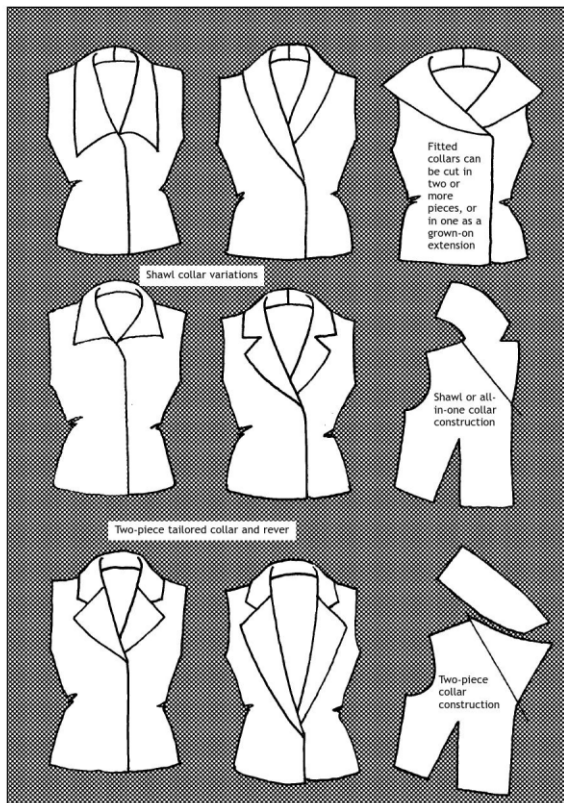 Fitted
collars can
be cut in
two or
more
pieces, or
in one as a
grown-on
extension
Shawl collar variations
Shawl or all-
in-one collar
construction
Two-piece tailored collar and rever
Two-piece
collar
construction